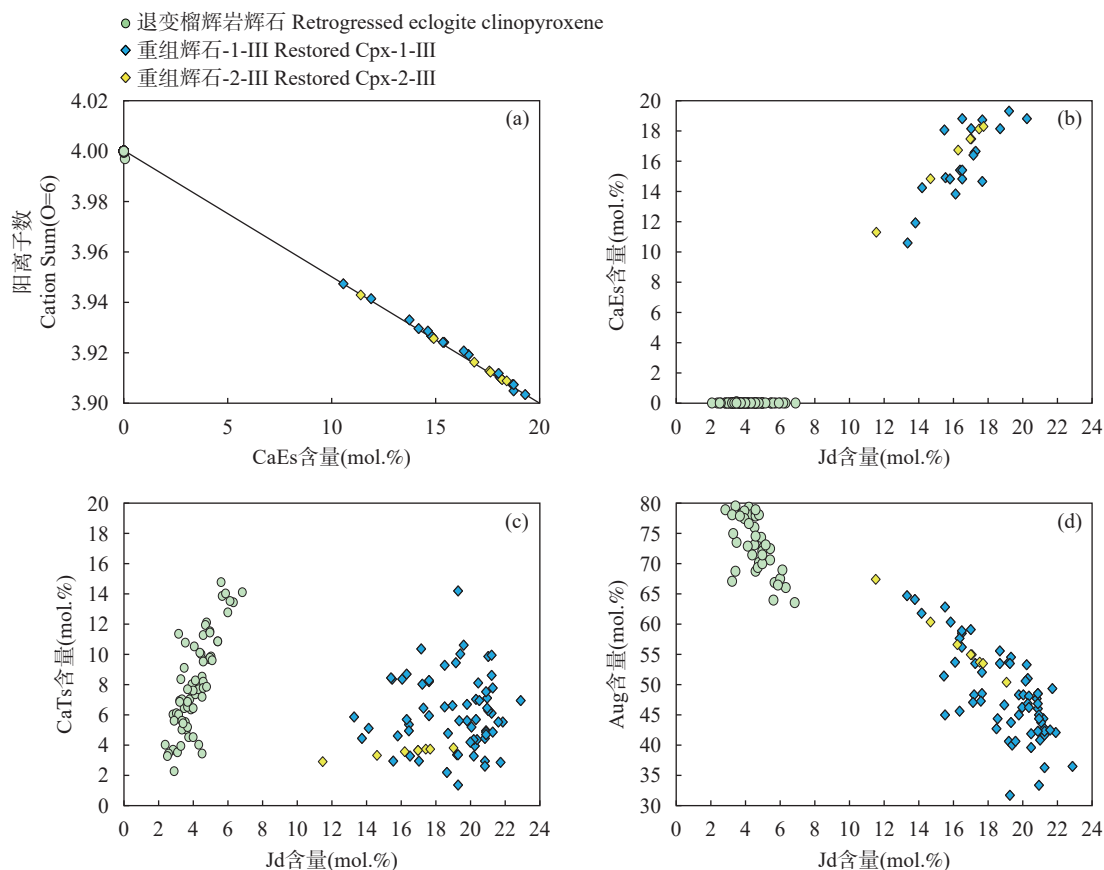 退变榴辉岩辉石 Retrogressed eclogite clinopyroxene
重组辉石-1-III Restored Cpx-1-III
重组辉石-2-III Restored Cpx-2-III
(a)
4.02
4.00
3.98
3.96
3.94
3.92
3.90
阳离子数
Cation Sum(O=6)
0 5 10 15 20
CaEs含量(mol.%)
(b)
20
18
16
14
12
10
8
6
4
2
0
CaEs含量(mol.%)
0 2 4 6 8 10 12 14 16 18 20 22 24
Jd含量(mol.%)
(c)
20
18
16
14
12
10
8
6
4
2
0
CaTs含量(mol.%)
0 2 4 6 8 10 12 14 16 18 20 22 24
Jd含量(mol.%)
(d)
80
75
70
65
60
55
50
45
40
35
30
Aug含量(mol.%)
0 2 4 6 8 10 12 14 16 18 20 22 24
Jd含量(mol.%)